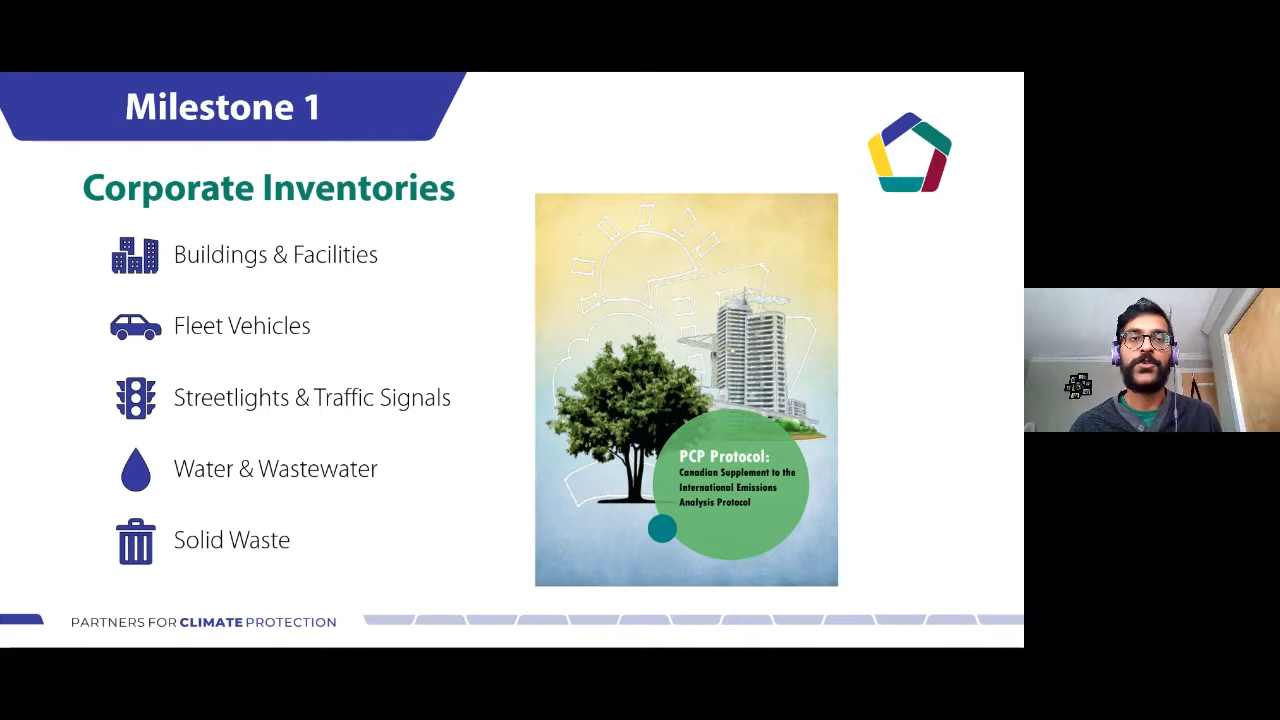 Milestone 1
Corporate Inventories
Buildings & Facilities
Fleet Vehicles
Streetlights & Traffic Signals
Water & Wastewater
Solid Waste
PCP Protocol:
Canadian Supplement to the
International Emissions
Analysis Protocol
PARTNERS FOR CLIMATE PROTECTION